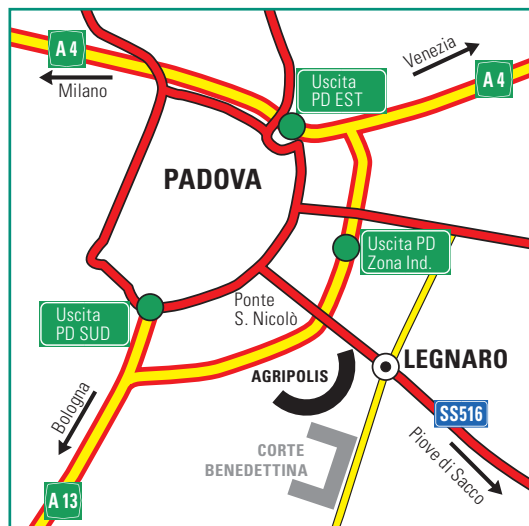 A 4
Milano
Uscita
PD EST
Venezia
A 4
PADOVA
Uscita PD
Zona Ind.
Uscita
PD SUD
Ponte
S. Nicolò
LEGNARO
AGRIPOLIS
SS516
Bologna
CORTE
BENEDETTINA
Piove di Sacco
A 13